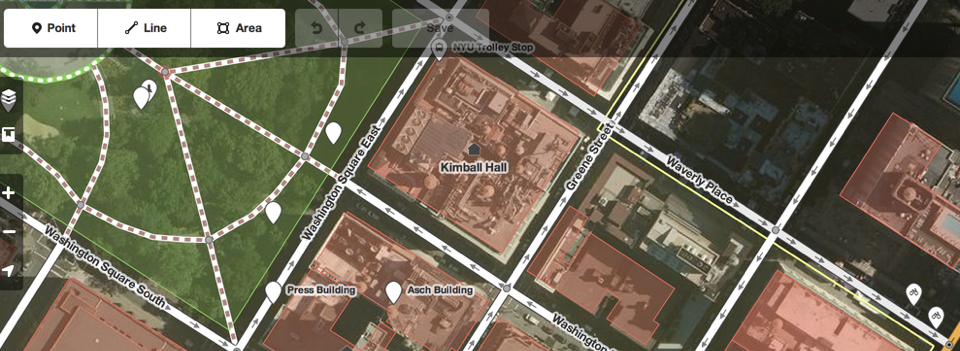 Point
Line
Area
Save
NYU Trolley Stop
Kimball Hall
Washington Square East
Greene Street
Waverly Place
Washington Square South
Press Building
Asch Building
Washington